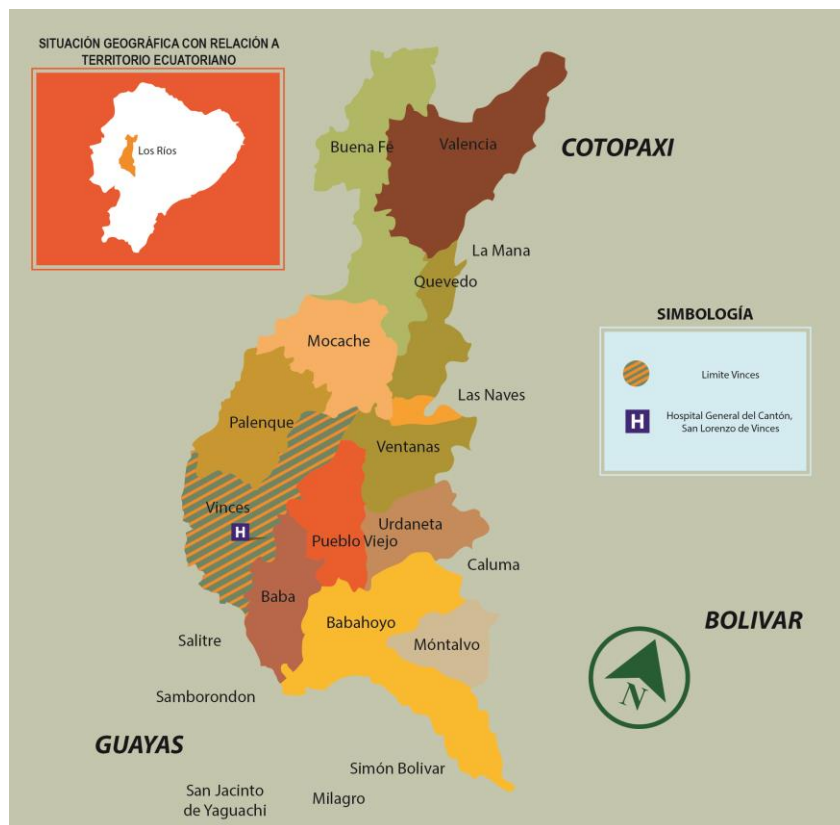 SITUACIÓN GEOGRÁFICA CON RELACIÓN A
TERRITORIO ECUATORIANO
Los Ríos
Buena Fe
Valencia
COTOPAXI
La Mana
Quevedo
SIMBOLOGÍA
Limite Vinces
H
Hospital General del Cantón,
San Lorenzo de Vinces
Mocache
Las Naves
Palenque
Ventanas
Vinces
H
Urdaneta
Pueblo Viejo
Caluma
Baba
Babahoyo
BOLIVAR
Salitre
Móntalvo
Samborondon
N
GUAYAS
Simón Bolivar
San Jacinto
de Yaguachi
Milagro